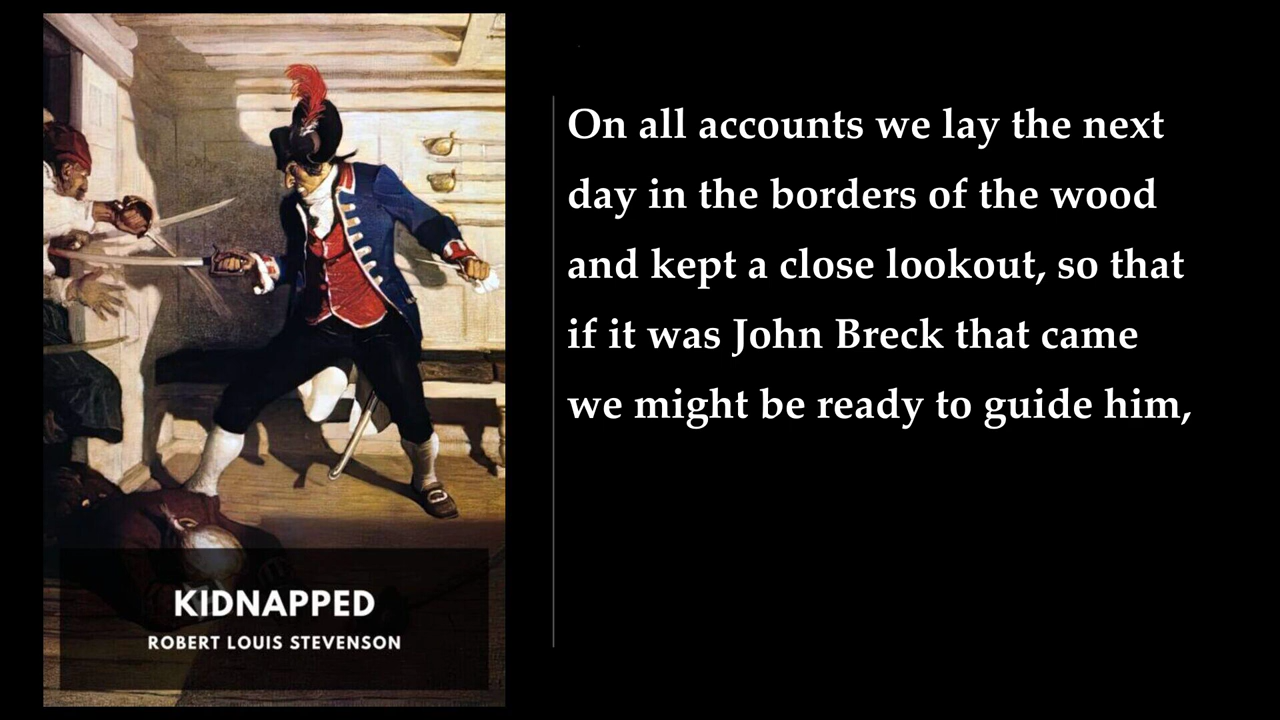 KIDNAPPED
ROBERT LOUIS STEVENSON
On all accounts we lay the next
day in the borders of the wood
and kept a close lookout, so that
if it was John Breck that came
we might be ready to guide him,